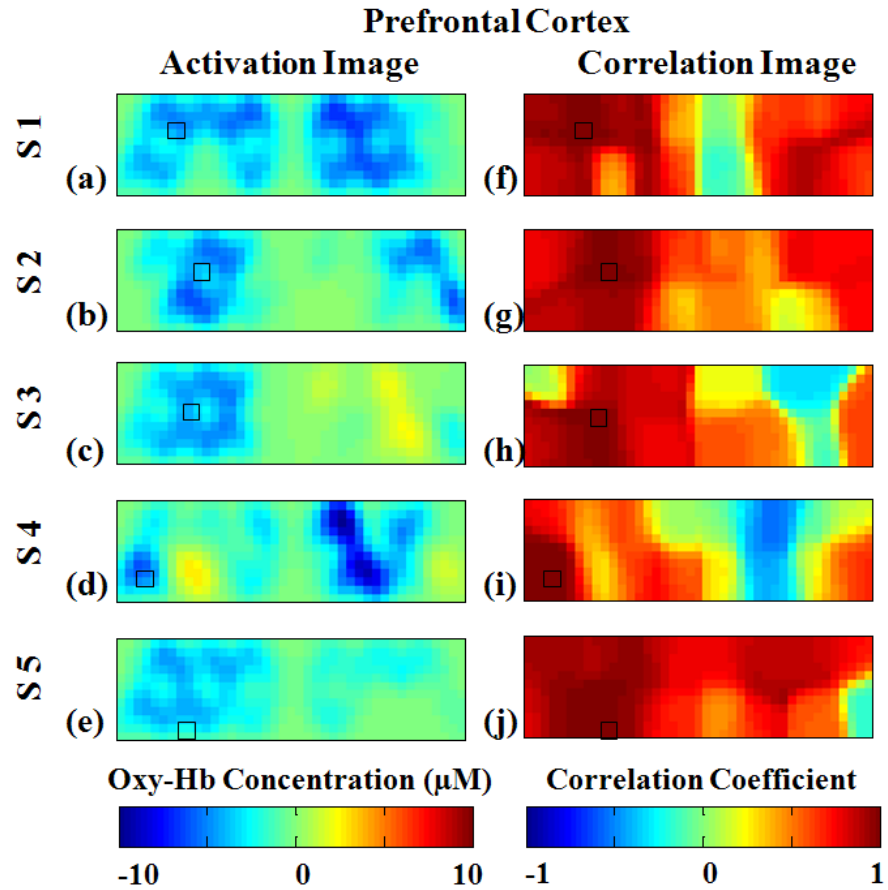 Prefrontal Cortex
Activation Image
Correlation Image
S 1
(a)
(f)
S 2
(b)
(g)
S 3
(c)
(h)
S 4
(d)
(i)
S 5
(e)
(j)
Oxy-Hb Concentration (μM)
Correlation Coefficient
-10 0 10
-1 0 1